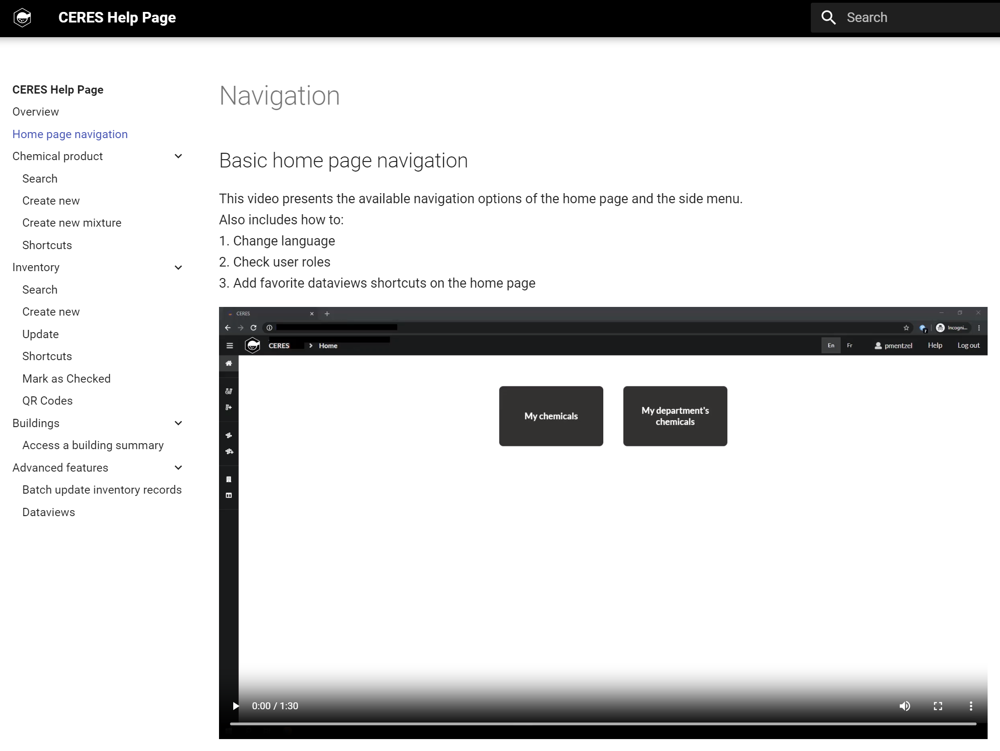 CERES Help Page
Search
CERES Help Page
Overview
Home page navigation
Chemical product
Search
Create new
Create new mixture
Shortcuts
Inventory
Search
Create new
Update
Shortcuts
Mark as Checked
QR Codes
Buildings
Access a building summary
Advanced features
Batch update inventory records
Dataviews
Navigation
Basic home page navigation
This video presents the available navigation options of the home page and the side menu.
Also includes how to:
1. Change language
2. Check user roles
3. Add favorite dataviews shortcuts on the home page
CERES
7
Incogni...
CERES > Home
En Fr pmentzel Help Log out
My chemicals
My department's
chemicals
0:00 / 1:30